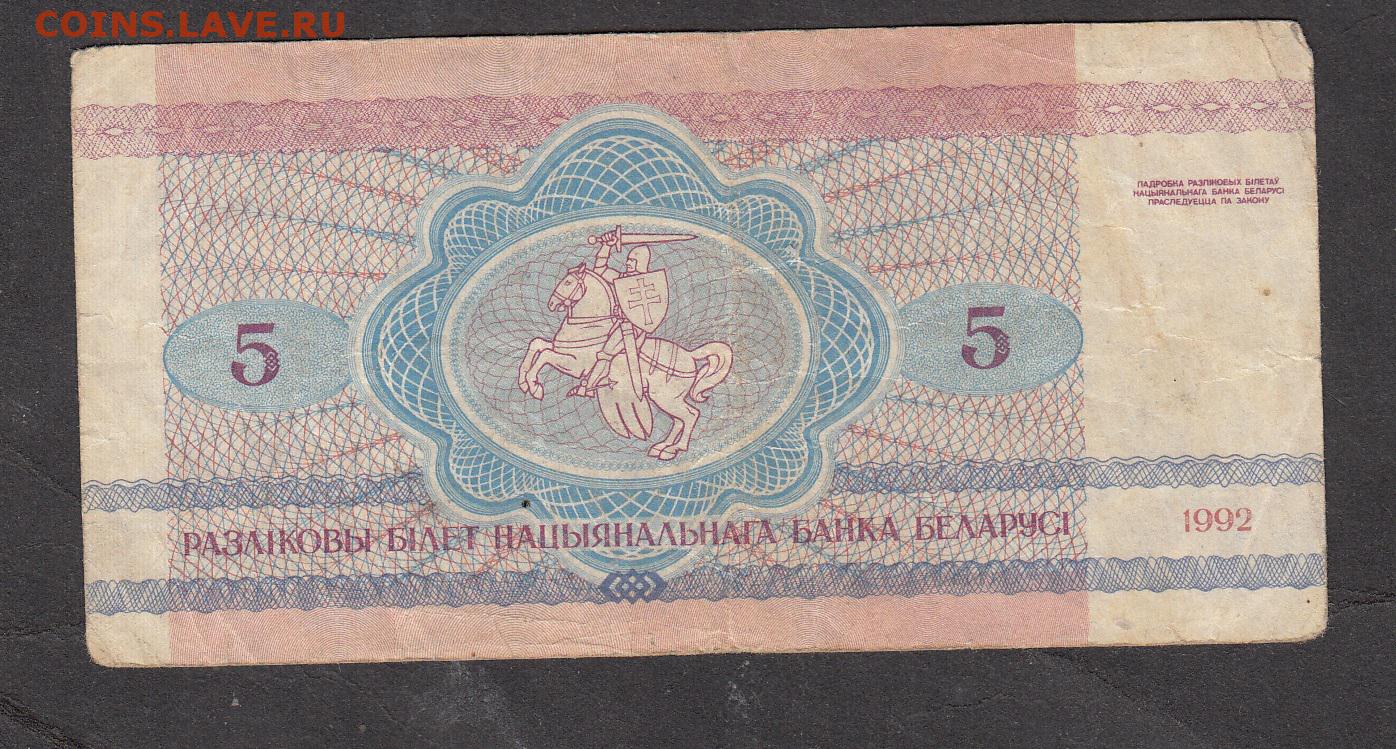 COINS.LAVE.RU
ПАДРОБКА РАЗЛІКОВЫХ БІЛЕТАЎ
НАЦЫЯНАЛЬНАГА БАНКА БЕЛАРУСІ
ПРАСЛЕДУЕЦЦА ПА ЗАКОНУ
5
5
РАЗЛІКОВЫ БІЛЕТ НАЦЫЯНАЛЬНАГА БАНКА БЕЛАРУСІ
1992